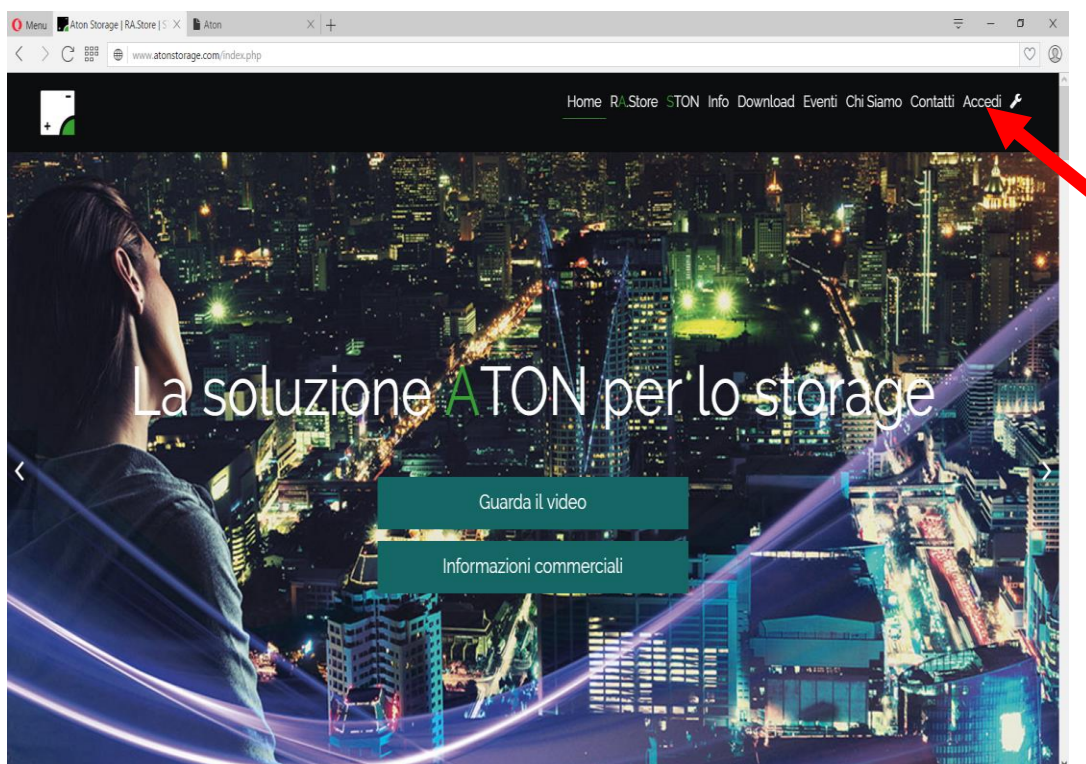 Menu
Aton Storage | RA.Store | S
Aton
www.atonstorage.com/index.php
Home RA.Store STON Info Download Eventi Chi Siamo Contatti Accedi
La soluzione ATON per lo storage
Guarda il video
Informazioni commerciali